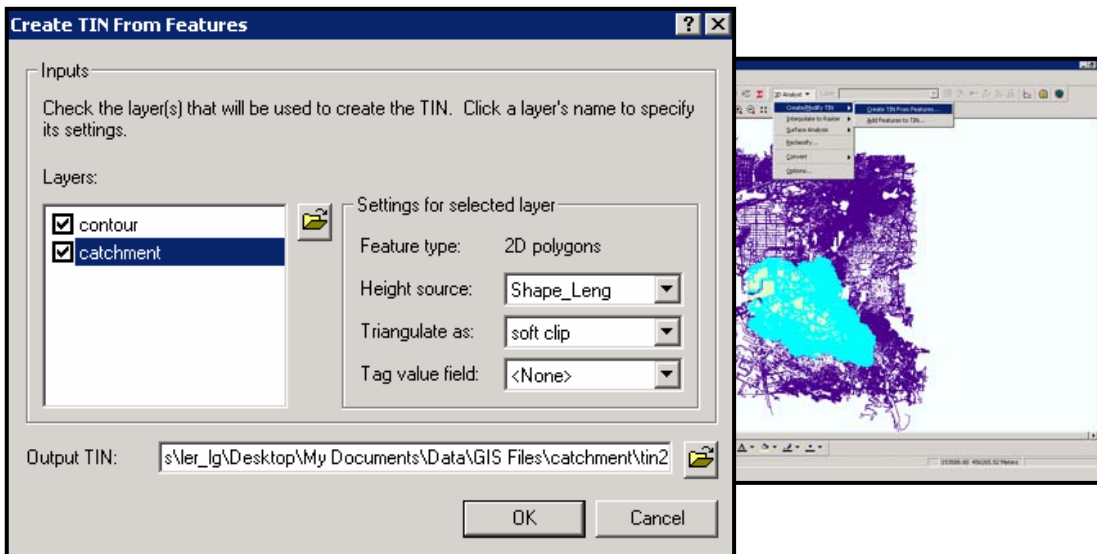 Create TIN From Features
Inputs
Check the layer(s) that will be used to create the TIN. Click a layer's name to specify
its settings.
Layers:
contour
catchment
Settings for selected layer
Feature type: 2D polygons
Height source: Shape_Leng
Triangulate as: soft clip
Tag value field: <None>
Output TIN: s\ler_lg\Desktop\My Documents\Data\GIS Files\catchment\tin2
OK Cancel
3D Analyst
Create/Modify TIN
Interpolate to Raster
Surface Analysis
Reclassify...
Convert
Options...
Create TIN From Features...
Add Features to TIN...